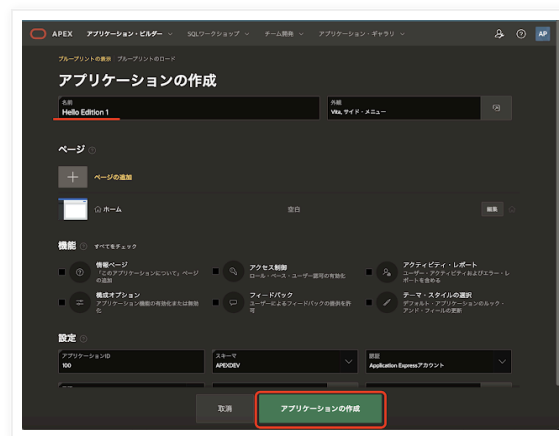 APEX アプリケーション・ビルダー SQLワークショップ チーム開発 アプリケーション・ギャラリ AP
ブループリントの表示 ブループリントのロード
アプリケーションの作成
名前
Hello Edition 1
外観
Vita, サイド・メニュー
ページ
ページの追加
ホーム 空白 編集
機能 すべてをチェック
情報ページ
「このアプリケーションについて」ページの追加
アクセス制御
ロール・ベース・ユーザー認可の有効化
アクティビティ・レポート
ユーザー・アクティビティおよびエラー・レポートを含める
構成オプション
アプリケーション機能の有効化または無効化
フィードバック
ユーザーによるフィードバックの提供を許可
テーマ・スタイルの選択
デフォルト・アプリケーションのルック・アンド・フィールの更新
設定
アプリケーションID
100
スキーマ
APEXDEV
認証
Application Expressアカウント
取消 アプリケーションの作成